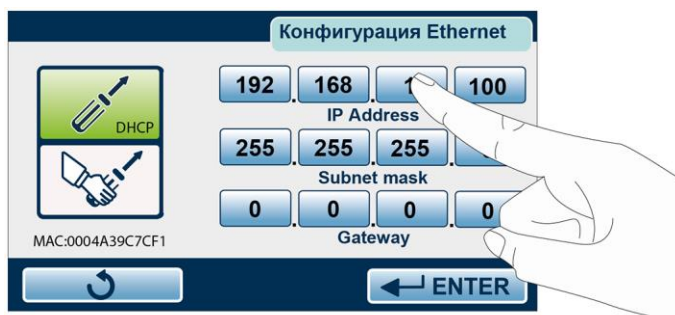 Конфигурация Ethernet
192 . 168 . 1 100
IP Address
DHCP
255 . 255 . 255
Subnet mask
0 . 0 . 0 . 0
Gateway
MAC:0004A39C7CF1
ENTER